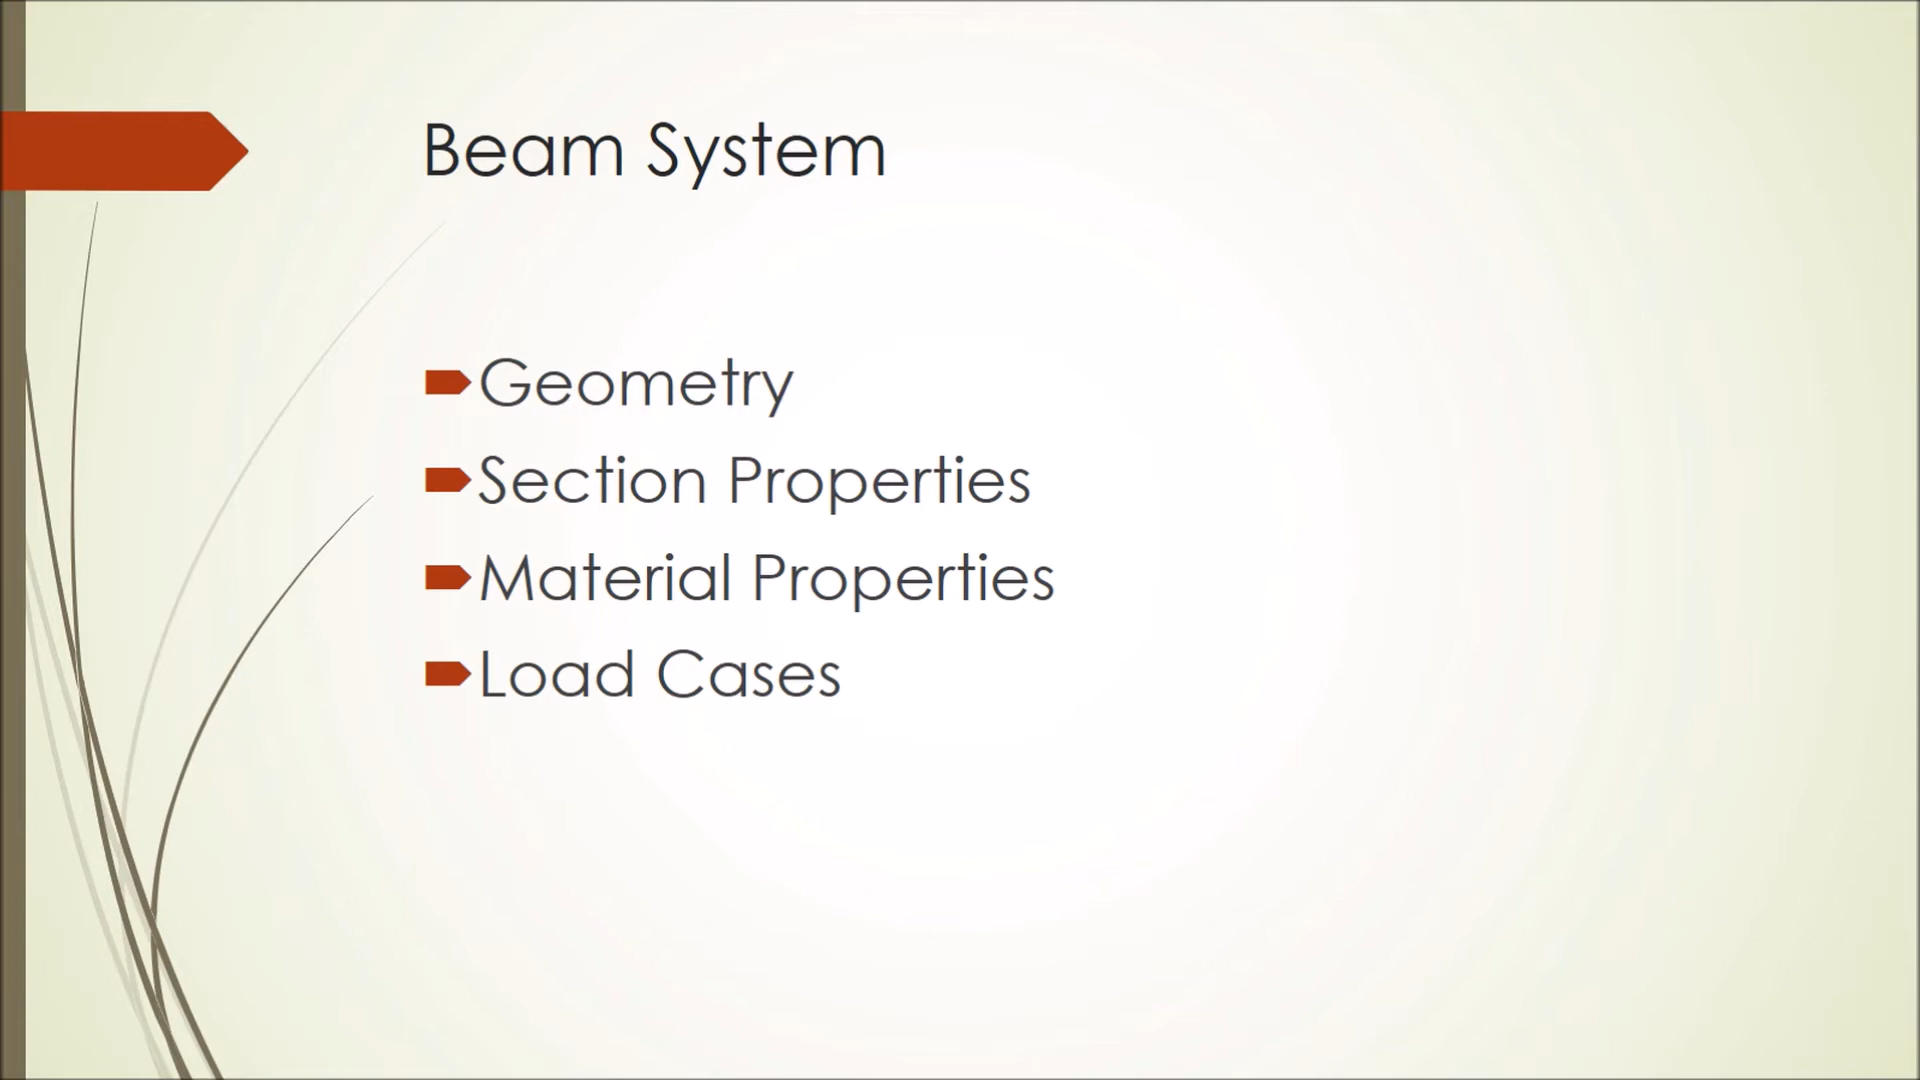 Beam System
Geometry
Section Properties
Material Properties
Load Cases